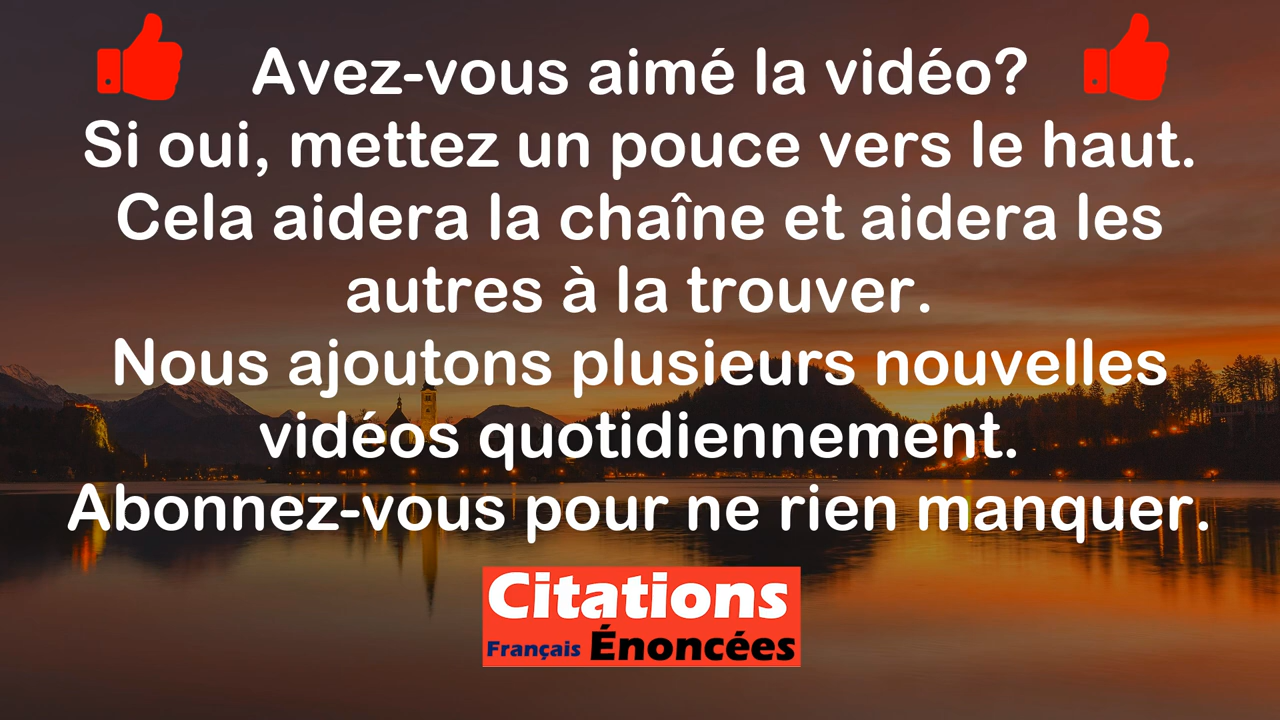 Avez-vous aimé la vidéo?
Si oui, mettez un pouce vers le haut.
Cela aidera la chaîne et aidera les
autres à la trouver.
Nous ajoutons plusieurs nouvelles
vidéos quotidiennement.
Abonnez-vous pour ne rien manquer.
Citations
Français Énoncées